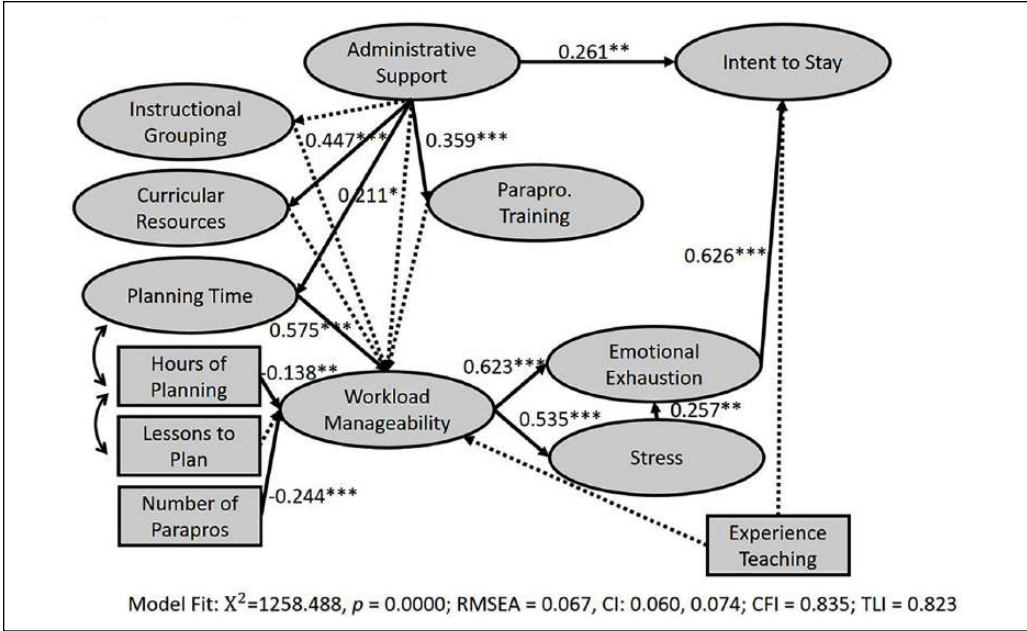 Administrative
Support
0.261**
Intent to Stay
Instructional
Grouping
0.447***
0.359***
Curricular
Resources
0.211*
Parapro.
Training
0.626***
Planning Time
0.575***
Hours of
Planning
-0.138**
Workload
Manageability
0.623***
Emotional
Exhaustion
0.535***
0.257**
Lessons to
Plan
Stress
Number of
Parapros
-0.244***
Experience
Teaching
Model Fit: X²=1258.488, p = 0.0000; RMSEA = 0.067, CI: 0.060, 0.074; CFI = 0.835; TLI = 0.823